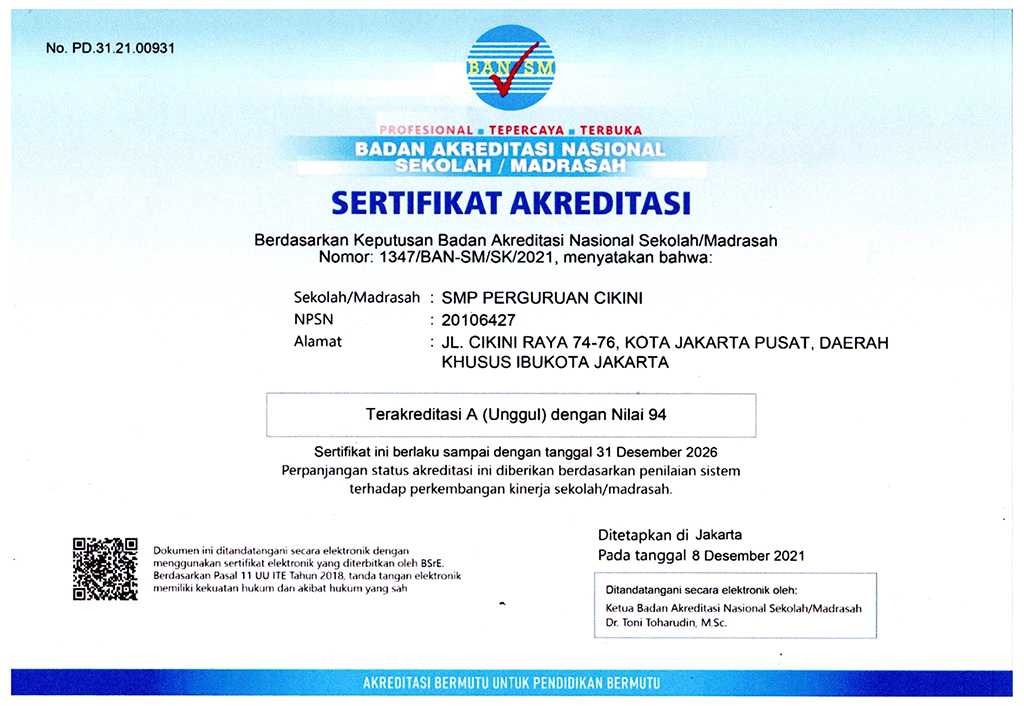 No. PD.31.21.00931
BAN SM
PROFESIONAL ■ TEPERCAYA ■ TERBUKA
BADAN AKREDITASI NASIONAL
SEKOLAH / MADRASAH
SERTIFIKAT AKREDITASI
Berdasarkan Keputusan Badan Akreditasi Nasional Sekolah/Madrasah
Nomor: 1347/BAN-SM/SK/2021, menyatakan bahwa:
Sekolah/Madrasah : SMP PERGURUAN CIKINI
NPSN : 20106427
Alamat : JL. CIKINI RAYA 74-76, KOTA JAKARTA PUSAT, DAERAH
KHUSUS IBUKOTA JAKARTA
Terakreditasi A (Unggul) dengan Nilai 94
Sertifikat ini berlaku sampai dengan tanggal 31 Desember 2026
Perpanjangan status akreditasi ini diberikan berdasarkan penilaian sistem
terhadap perkembangan kinerja sekolah/madrasah.
Dokumen ini ditandatangani secara elektronik dengan
menggunakan sertifikat elektronik yang diterbitkan oleh BSrE.
Berdasarkan Pasal 11 UU ITE Tahun 2018, tanda tangan elektronik
memiliki kekuatan hukum dan akibat hukum yang sah
Ditetapkan di Jakarta
Pada tanggal 8 Desember 2021
Ditandatangani secara elektronik oleh:
Ketua Badan Akreditasi Nasional Sekolah/Madrasah
Dr. Toni Toharudin, M.Sc.
AKREDITASI BERMUTU UNTUK PENDIDIKAN BERMUTU